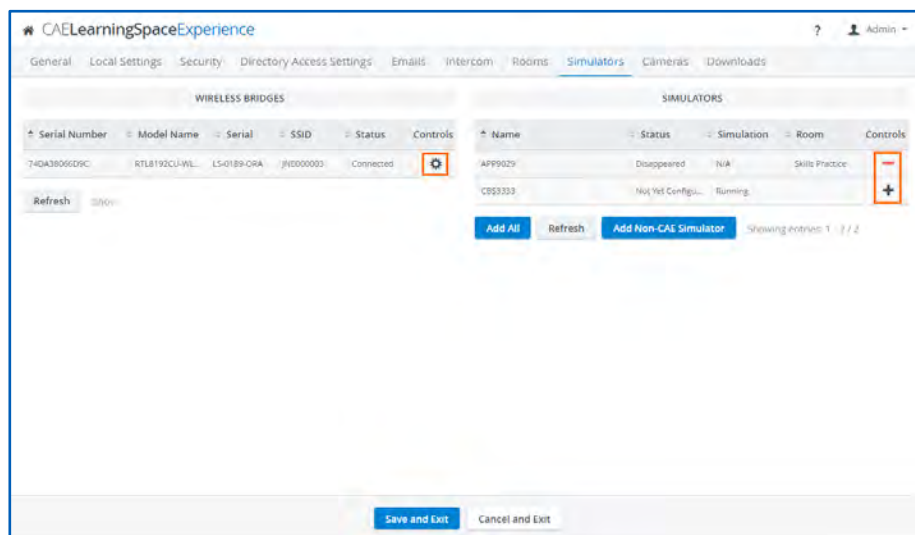 CAELearningSpaceExperience ? Admin
General Local Settings Security Directory Access Settings Emails Intercom Rooms Simulators Cameras Downloads
WIRELESS BRIDGES
Serial Number Model Name Serial SSID Status Controls
74DA38066D9C RTL8192CU-WL... LS-0189-ORA JNE000003 Connected
Refresh
SIMULATORS
Name Status Simulation Room Controls
APP9029 Disappeared N/A Skills Practice −
CBS3333 Not Yet Configu... Running +
Add All Refresh Add Non-CAE Simulator Showing entries: 1 - 2 / 2
Save and Exit Cancel and Exit